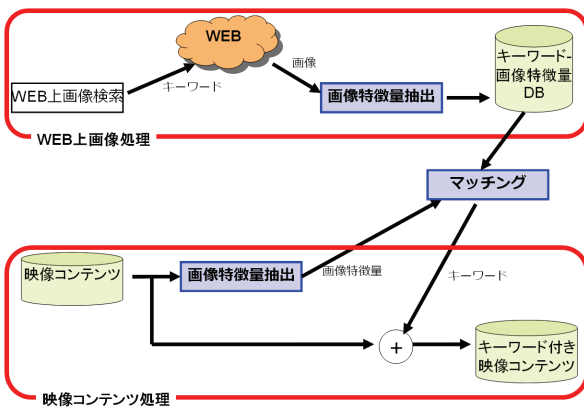 WEB
画像
キーワード-
画像特徴量
DB
WEB上画像検索
キーワード
画像特徴量抽出
WEB上画像処理
マッチング
映像コンテンツ
画像特徴量抽出
画像特徴量
キーワード
+
キーワード付き
映像コンテンツ
映像コンテンツ処理